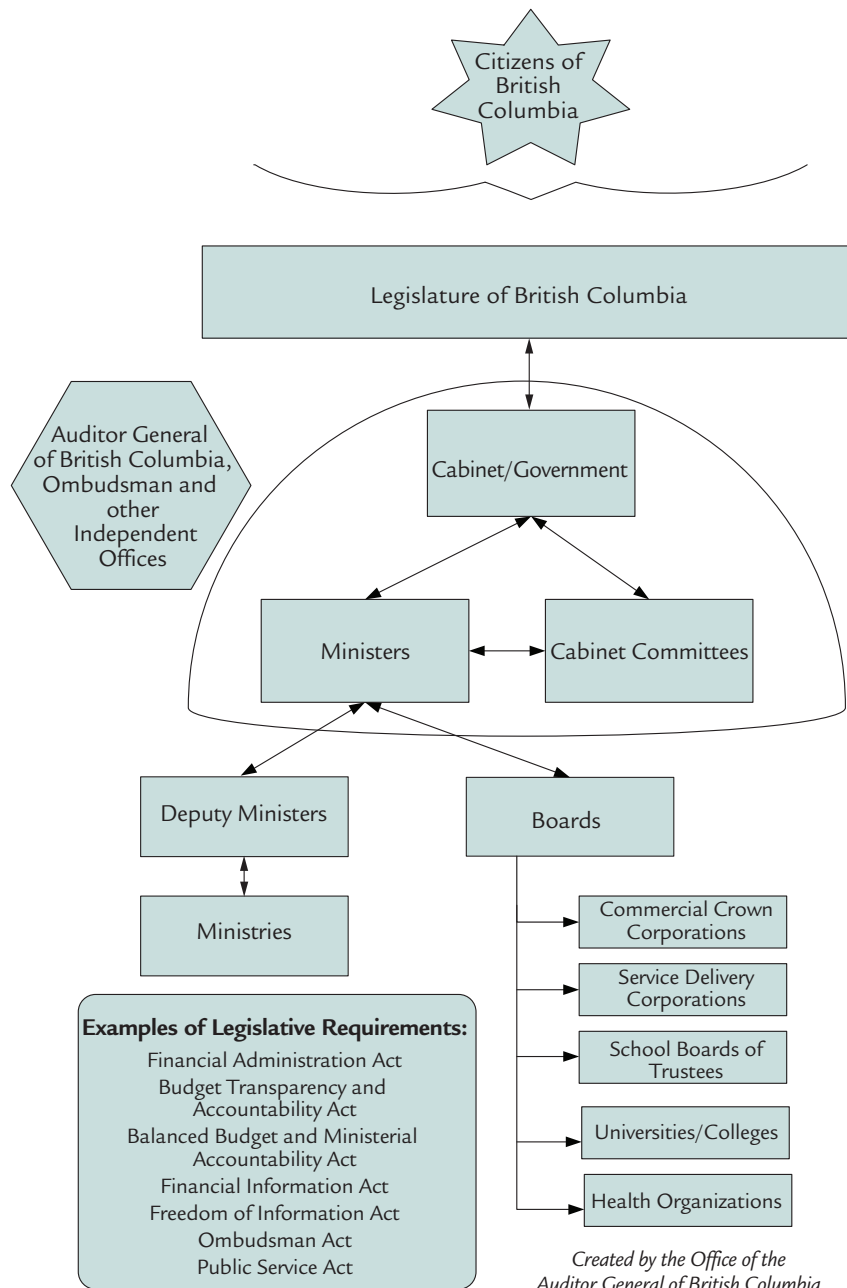 Citizens of
British
Columbia
Legislature of British Columbia
Auditor General
of British Columbia,
Ombudsman and
other
Independent
Offices
Cabinet/Government
Ministers
Cabinet Committees
Deputy Ministers
Boards
Ministries
Commercial Crown
Corporations
Service Delivery
Corporations
School Boards of
Trustees
Universities/Colleges
Health Organizations
Examples of Legislative Requirements:
Financial Administration Act
Budget Transparency and
Accountability Act
Balanced Budget and Ministerial
Accountability Act
Financial Information Act
Freedom of Information Act
Ombudsman Act
Public Service Act
Created by the Office of the
Auditor General of British Columbia